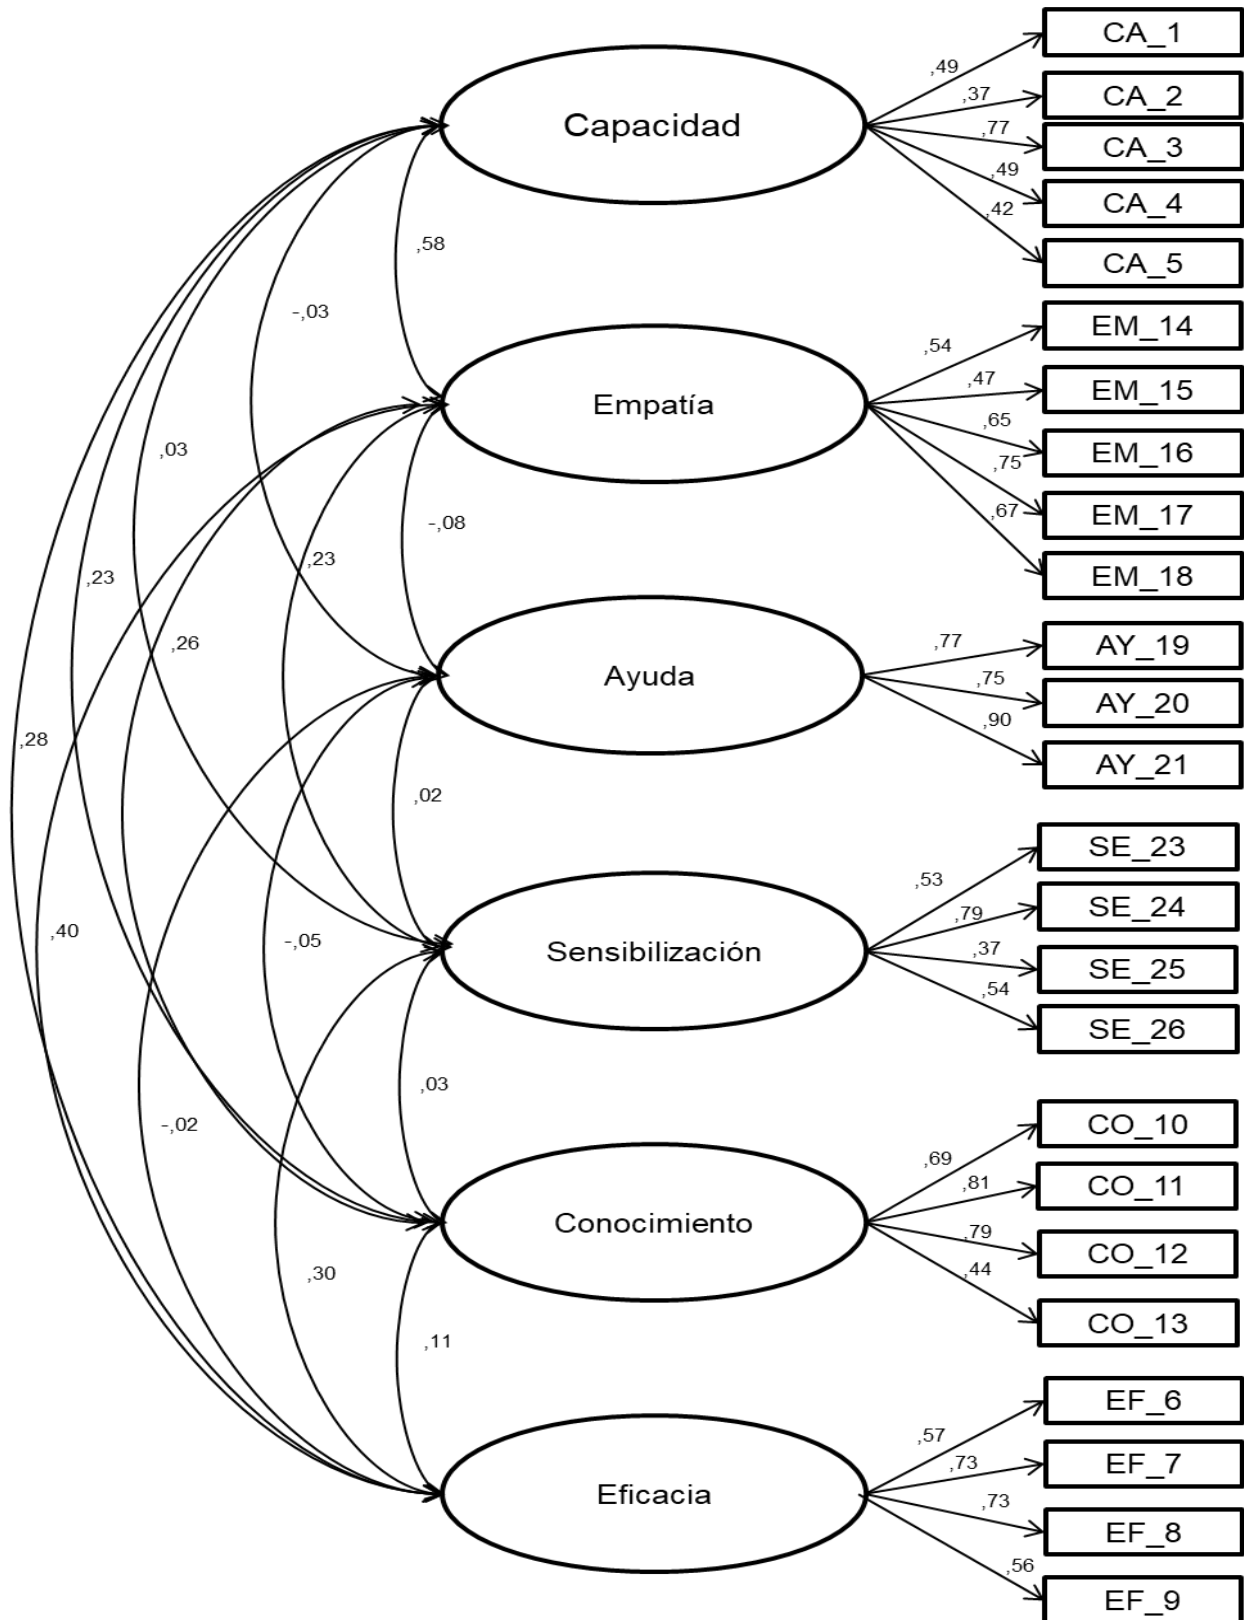 CA_1
,49
,37
CA_2
Capacidad
,77
CA_3
,49
CA_4
,42
CA_5
,58
-,03
EM_14
,54
,47
EM_15
Empatía
,65
EM_16
,03
,75
EM_17
,67
-,08
,23
EM_18
,23
,26
,77
AY_19
Ayuda
,75
AY_20
,90
,28
AY_21
,02
SE_23
,53
,79
SE_24
,40
-,05
Sensibilización
,37
SE_25
,54
SE_26
,03
-,02
CO_10
,69
,81
CO_11
Conocimiento
,79
CO_12
,30
,44
CO_13
,11
EF_6
,57
,73
EF_7
Eficacia
,73
EF_8
,56
EF_9